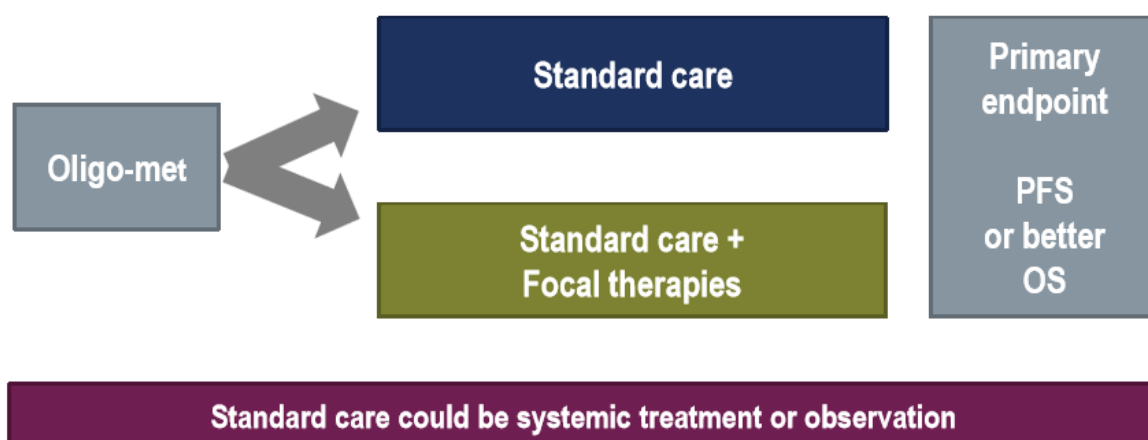 Oligo-met
Standard care
Standard care +
Focal therapies
Primary
endpoint
PFS
or better
OS
Standard care could be systemic treatment or observation